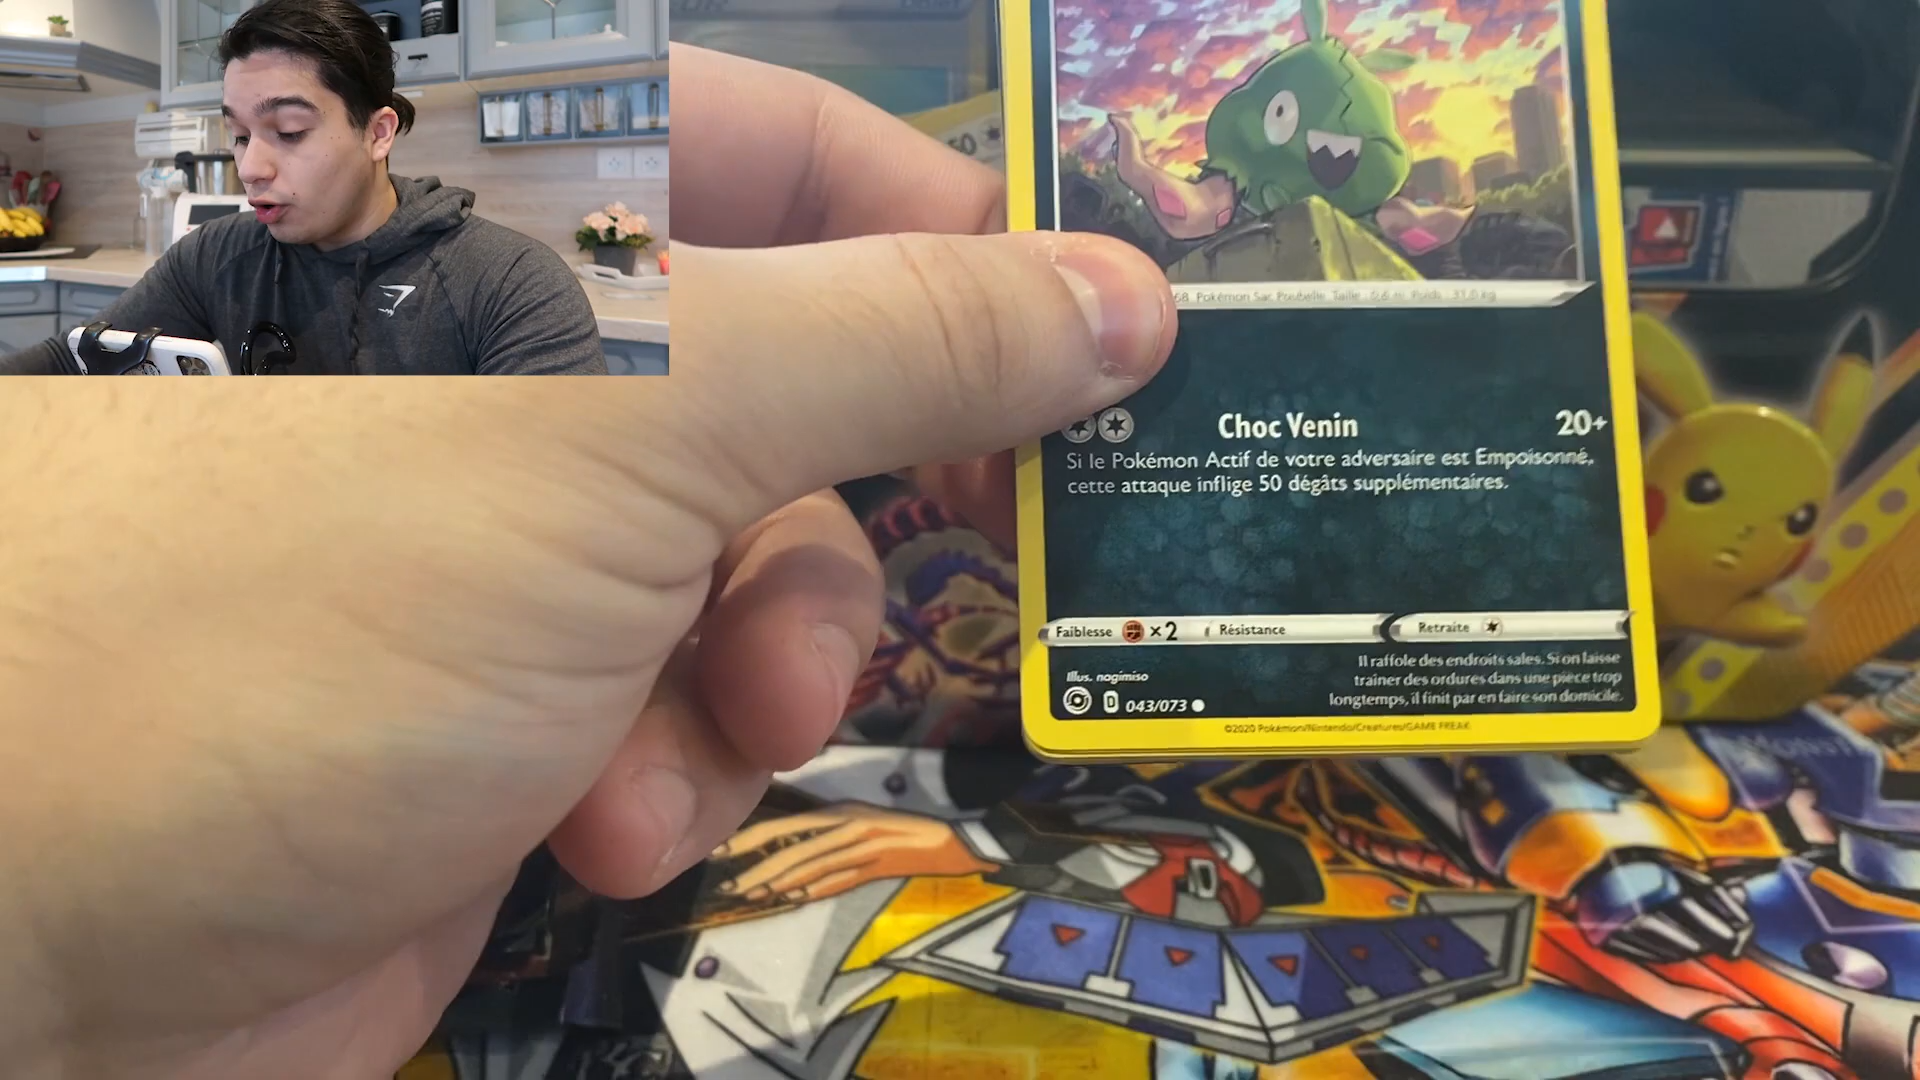 50
68 Pokémon Sac Poubelle Taille : 0,6 m Poids : 31,0 kg
Choc Venin 20+
Si le Pokémon Actif de votre adversaire est Empoisonné,
cette attaque inflige 50 dégâts supplémentaires.
Faiblesse ×2 Résistance Retraite
Illus. nagimiso
Il raffole des endroits sales. Si on laisse
traîner des ordures dans une pièce trop
longtemps, il finit par en faire son domicile.
D 043/073
©2020 Pokémon/Nintendo/Creatures/GAME FREAK